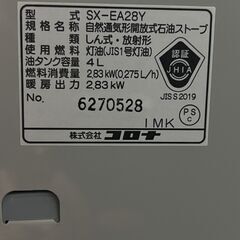 型式 SX-EA28Y
規格名称 自然通気形開放式石油ストーブ
種類 しん式・放射形
使用燃料 灯油(JIS1号灯油)
油タンク容量 4L
燃料消費量 2.83kW(0.275L/h)
暖房出力 2.83kW
No. 6270528
認証
JHIA
JIS S 2019
PS
C
IMK
株式会社 コロナ